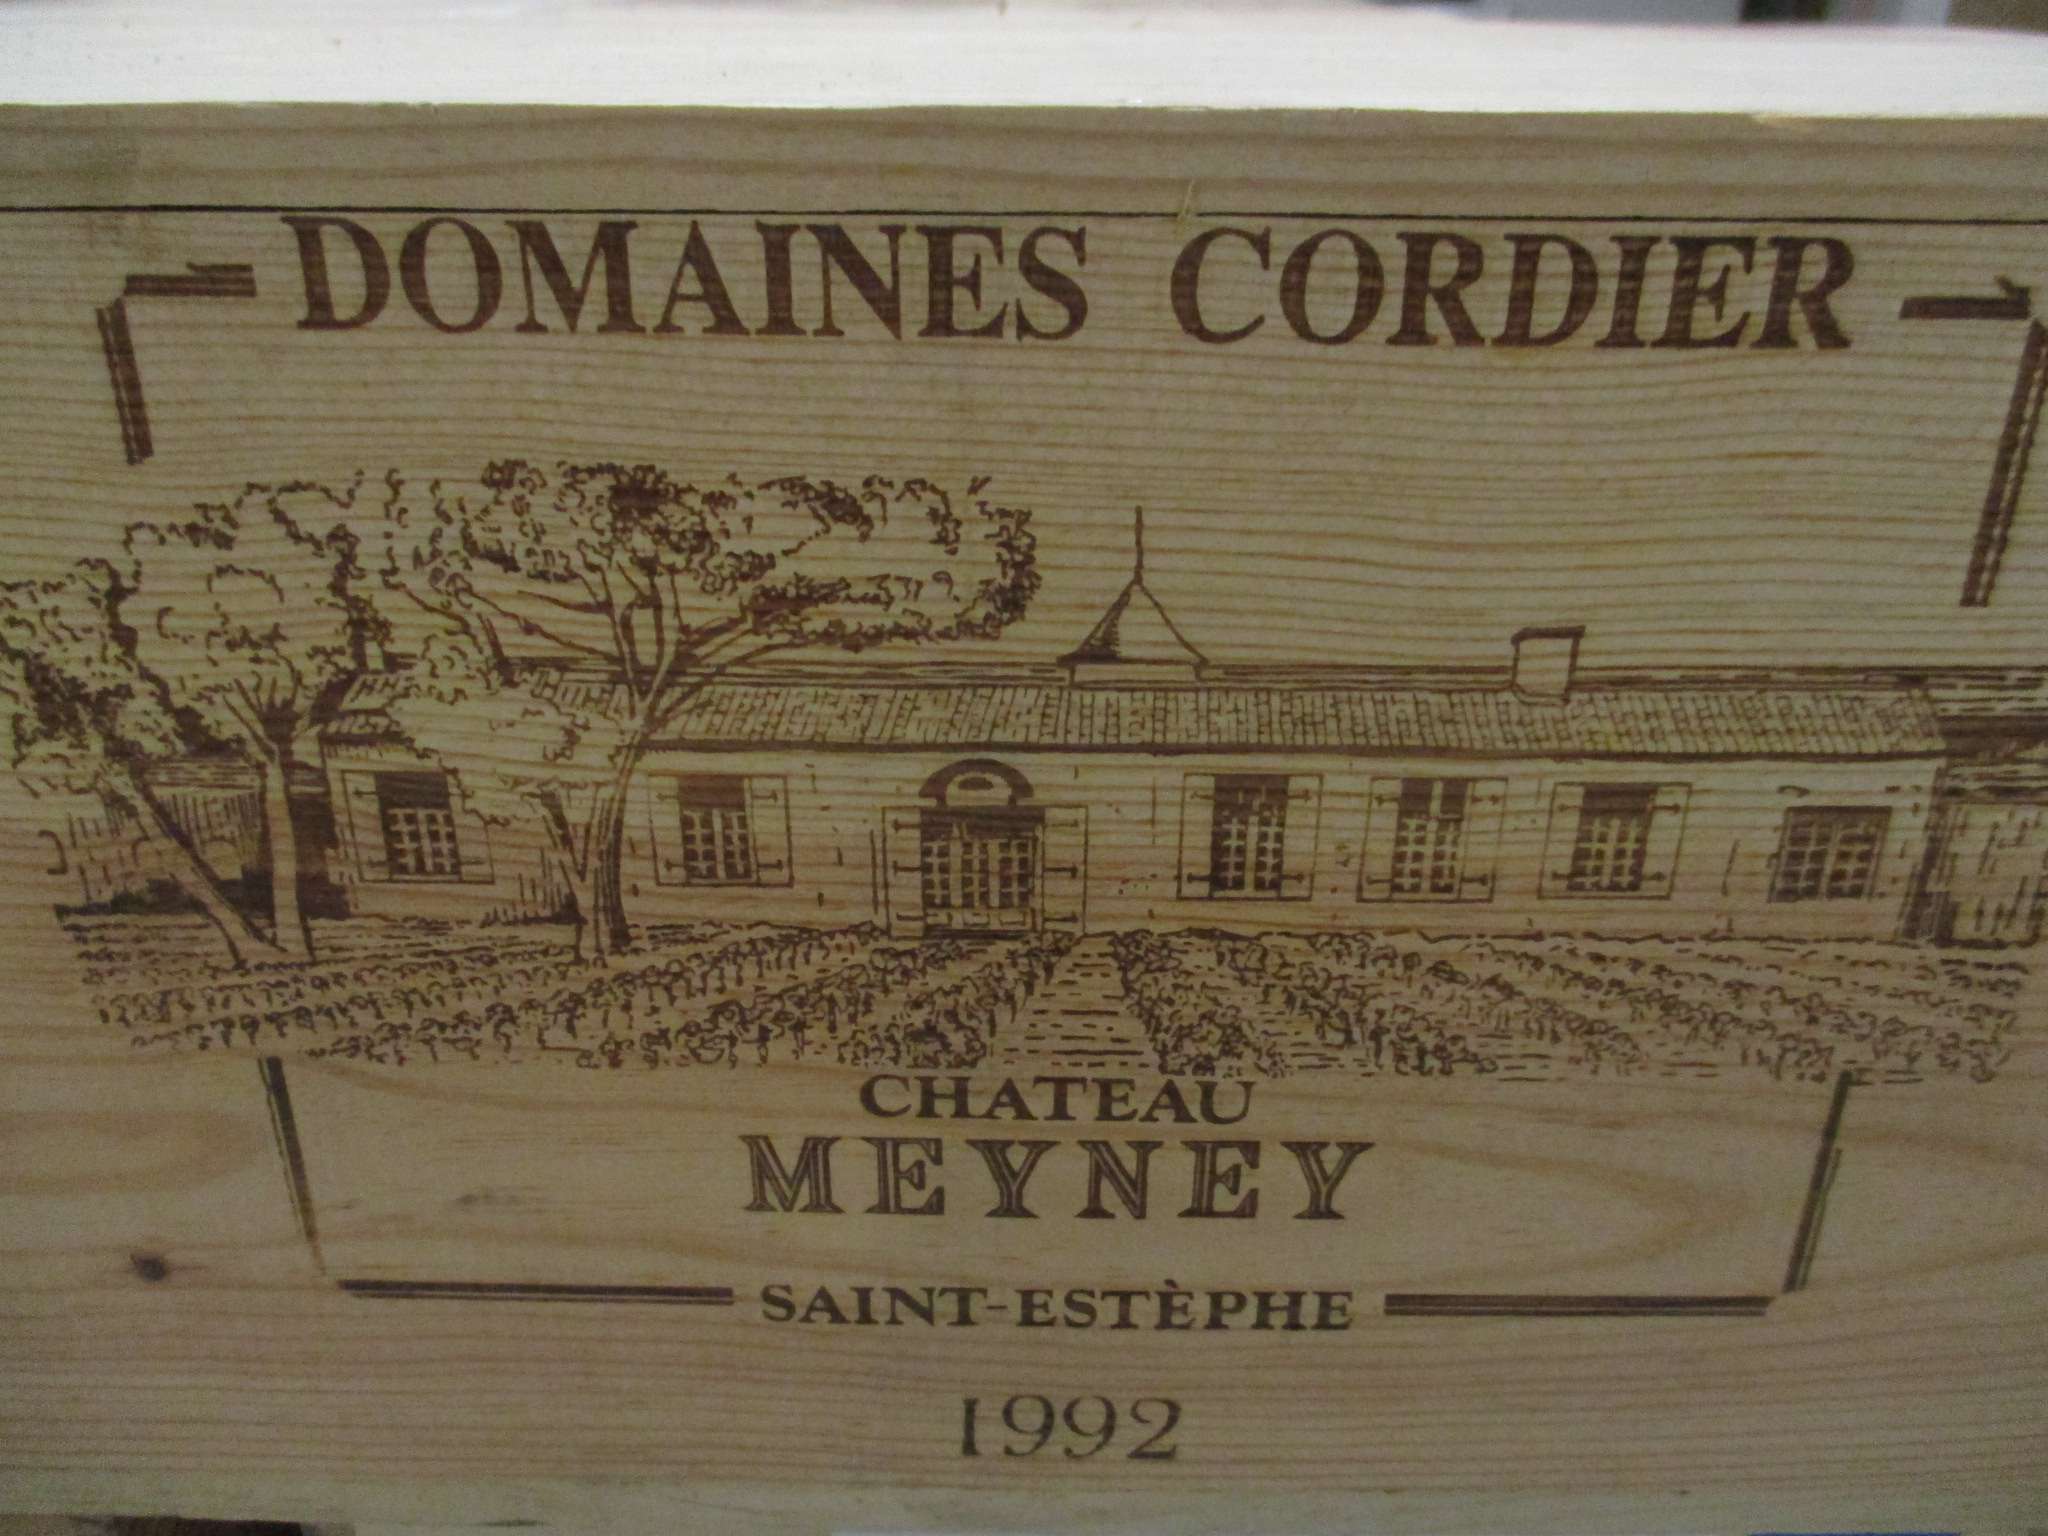 DOMAINES CORDIER
CHATEAU
MEYNEY
SAINT-ESTÈPHE
1992